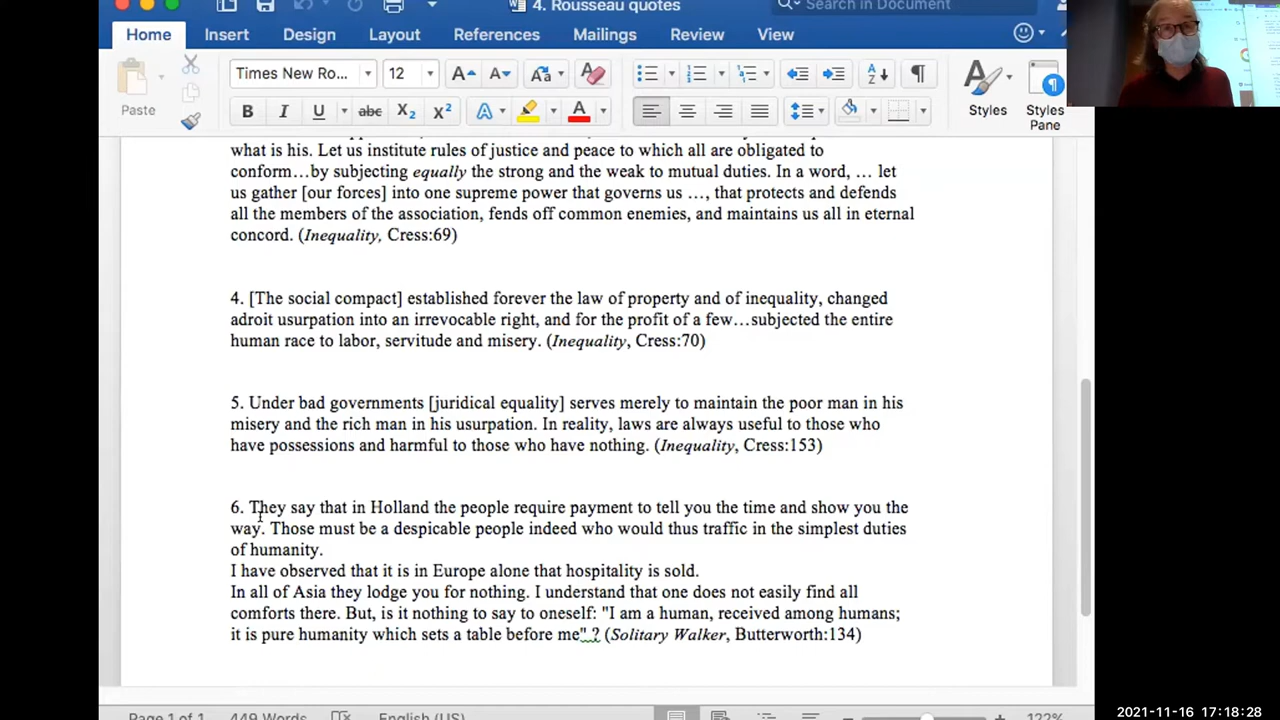 4. Rousseau quotes
Search in Document
Home Insert Design Layout References Mailings Review View
Paste
Times New Ro...
12
Styles
Styles
Pane
what is his. Let us institute rules of justice and peace to which all are obligated to
conform…by subjecting equally the strong and the weak to mutual duties. In a word, … let
us gather [our forces] into one supreme power that governs us …, that protects and defends
all the members of the association, fends off common enemies, and maintains us all in eternal
concord. (Inequality, Cress:69)
4. [The social compact] established forever the law of property and of inequality, changed
adroit usurpation into an irrevocable right, and for the profit of a few…subjected the entire
human race to labor, servitude and misery. (Inequality, Cress:70)
5. Under bad governments [juridical equality] serves merely to maintain the poor man in his
misery and the rich man in his usurpation. In reality, laws are always useful to those who
have possessions and harmful to those who have nothing. (Inequality, Cress:153)
6. They say that in Holland the people require payment to tell you the time and show you the
way. Those must be a despicable people indeed who would thus traffic in the simplest duties
of humanity.
I have observed that it is in Europe alone that hospitality is sold.
In all of Asia they lodge you for nothing. I understand that one does not easily find all
comforts there. But, is it nothing to say to oneself: "I am a human, received among humans;
it is pure humanity which sets a table before me" ? (Solitary Walker, Butterworth:134)
Page 1 of 1 449 Words English (US) 122%
2021-11-16 17:18:28